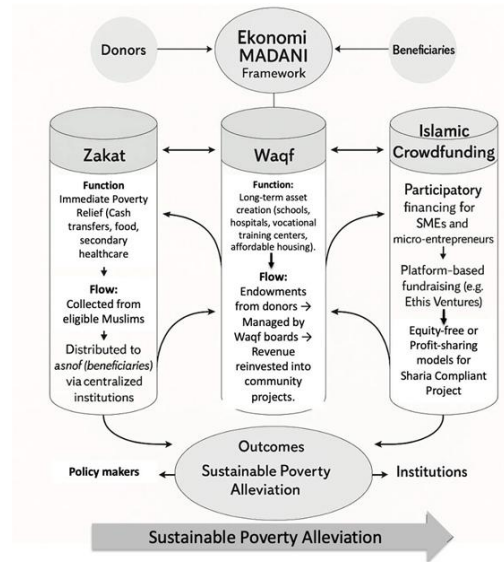 Donors
Ekonomi
MADANI
Framework
Beneficiaries
Zakat
Function
Immediate Poverty
Relief (Cash
transfers, food,
secondary
healthcare
Flow:
Collected from
eligible Muslims
Distributed to
asnof (beneficiaries)
via centralized
institutions
Waqf
Function:
Long-term asset
creation (schools,
hospitals, vocational
training centers,
affordable housing).
Flow:
Endowments
from donors →
Managed by
Waqf boards →
Revenue
reinvested into
community
projects.
Islamic
Crowdfunding
Participatory
financing for
SMEs and
micro-entrepreneurs
Platform-based
fundraising (e.g.
Ethis Ventures)
Equity-free or
Profit-sharing
models for
Sharia Compliant
Project
Outcomes
Sustainable Poverty
Alleviation
Policy makers
Institutions
Sustainable Poverty Alleviation